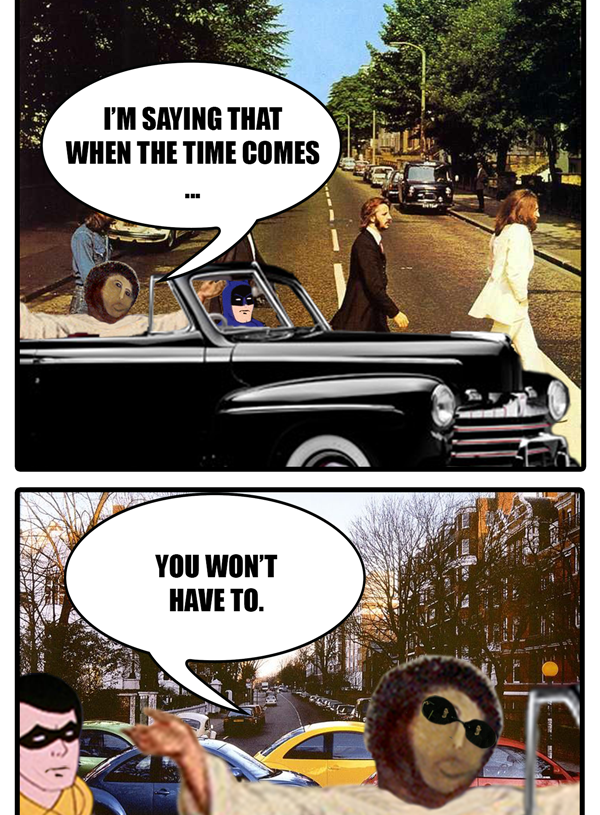 I'M SAYING THAT
WHEN THE TIME COMES
...
YOU WON'T
HAVE TO.